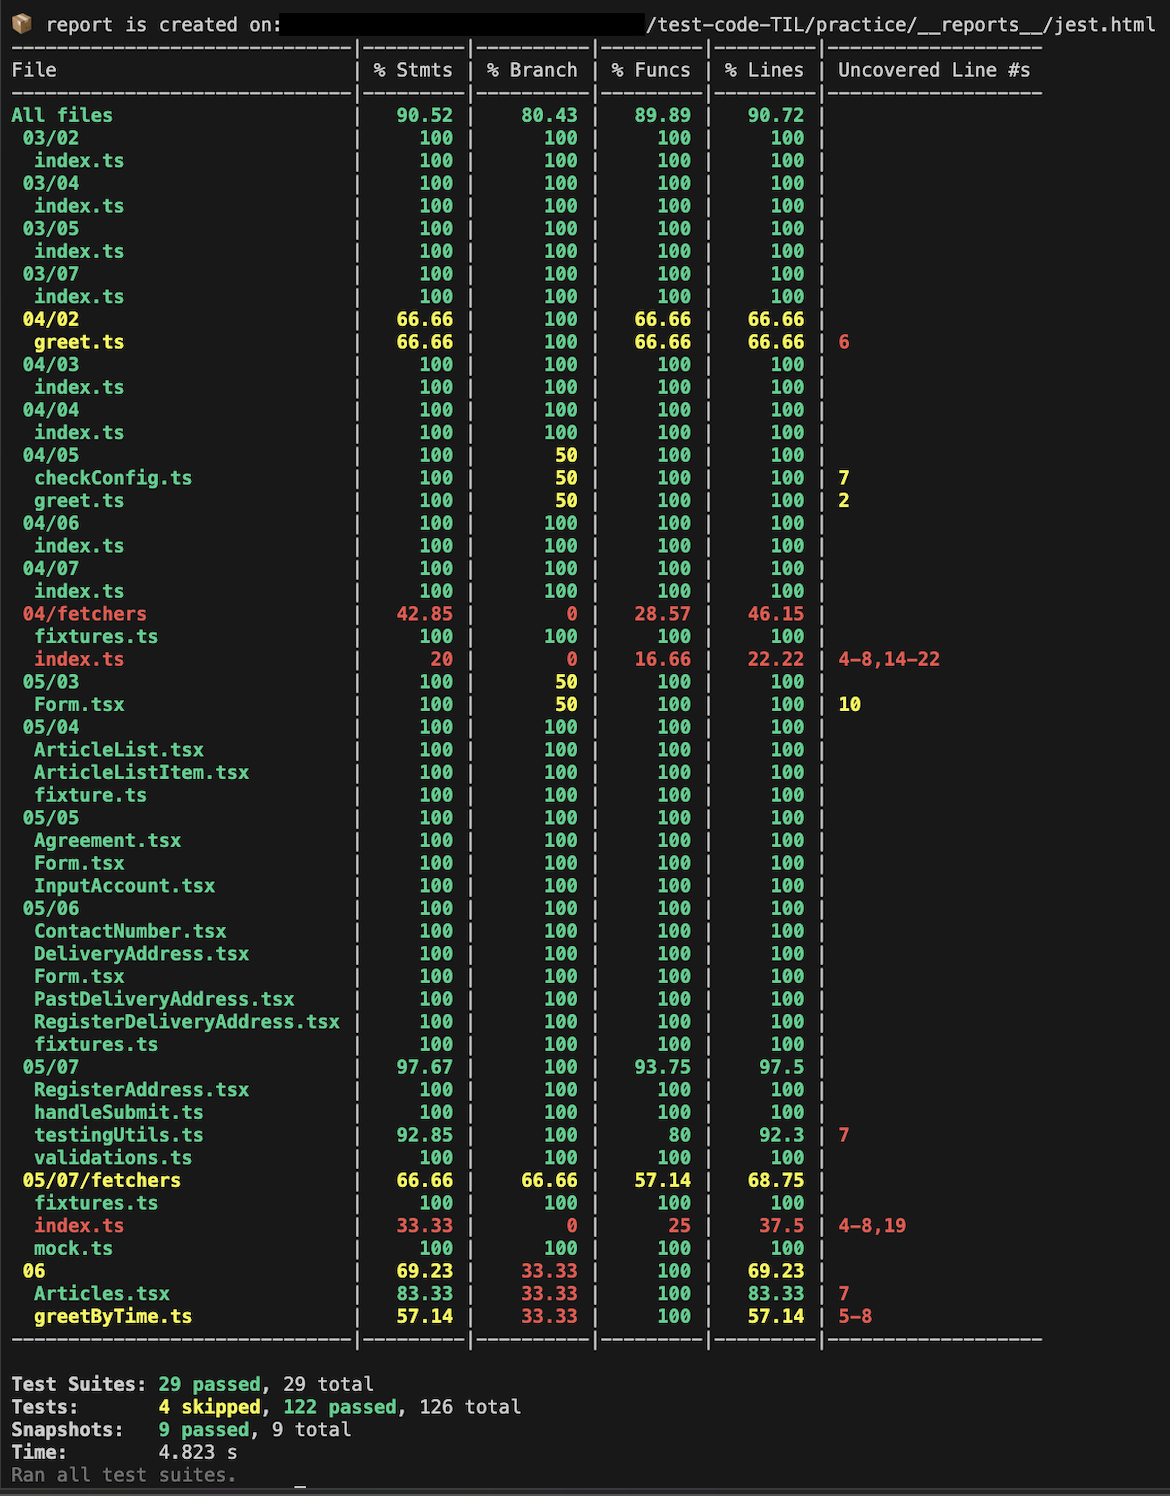 📦 report is created on: /test-code-TIL/practice/__reports__/jest.html
-------------------------------|---------|----------|---------|---------|-------------------
File | % Stmts | % Branch | % Funcs | % Lines | Uncovered Line #s
-------------------------------|---------|----------|---------|---------|-------------------
All files | 90.52 | 80.43 | 89.89 | 90.72 |
03/02 | 100 | 100 | 100 | 100 |
index.ts | 100 | 100 | 100 | 100 |
03/04 | 100 | 100 | 100 | 100 |
index.ts | 100 | 100 | 100 | 100 |
03/05 | 100 | 100 | 100 | 100 |
index.ts | 100 | 100 | 100 | 100 |
03/07 | 100 | 100 | 100 | 100 |
index.ts | 100 | 100 | 100 | 100 |
04/02 | 66.66 | 100 | 66.66 | 66.66 |
greet.ts | 66.66 | 100 | 66.66 | 66.66 | 6
04/03 | 100 | 100 | 100 | 100 |
index.ts | 100 | 100 | 100 | 100 |
04/04 | 100 | 100 | 100 | 100 |
index.ts | 100 | 100 | 100 | 100 |
04/05 | 100 | 50 | 100 | 100 |
checkConfig.ts | 100 | 50 | 100 | 100 | 7
greet.ts | 100 | 50 | 100 | 100 | 2
04/06 | 100 | 100 | 100 | 100 |
index.ts | 100 | 100 | 100 | 100 |
04/07 | 100 | 100 | 100 | 100 |
index.ts | 100 | 100 | 100 | 100 |
04/fetchers | 42.85 | 0 | 28.57 | 46.15 |
fixtures.ts | 100 | 100 | 100 | 100 |
index.ts | 20 | 0 | 16.66 | 22.22 | 4-8,14-22
05/03 | 100 | 50 | 100 | 100 |
Form.tsx | 100 | 50 | 100 | 100 | 10
05/04 | 100 | 100 | 100 | 100 |
ArticleList.tsx | 100 | 100 | 100 | 100 |
ArticleListItem.tsx | 100 | 100 | 100 | 100 |
fixture.ts | 100 | 100 | 100 | 100 |
05/05 | 100 | 100 | 100 | 100 |
Agreement.tsx | 100 | 100 | 100 | 100 |
Form.tsx | 100 | 100 | 100 | 100 |
InputAccount.tsx | 100 | 100 | 100 | 100 |
05/06 | 100 | 100 | 100 | 100 |
ContactNumber.tsx | 100 | 100 | 100 | 100 |
DeliveryAddress.tsx | 100 | 100 | 100 | 100 |
Form.tsx | 100 | 100 | 100 | 100 |
PastDeliveryAddress.tsx | 100 | 100 | 100 | 100 |
RegisterDeliveryAddress.tsx | 100 | 100 | 100 | 100 |
fixtures.ts | 100 | 100 | 100 | 100 |
05/07 | 97.67 | 100 | 93.75 | 97.5 |
RegisterAddress.tsx | 100 | 100 | 100 | 100 |
handleSubmit.ts | 100 | 100 | 100 | 100 |
testingUtils.ts | 92.85 | 100 | 80 | 92.3 | 7
validations.ts | 100 | 100 | 100 | 100 |
05/07/fetchers | 66.66 | 66.66 | 57.14 | 68.75 |
fixtures.ts | 100 | 100 | 100 | 100 |
index.ts | 33.33 | 0 | 25 | 37.5 | 4-8,19
mock.ts | 100 | 100 | 100 | 100 |
06 | 69.23 | 33.33 | 100 | 69.23 |
Articles.tsx | 83.33 | 33.33 | 100 | 83.33 | 7
greetByTime.ts | 57.14 | 33.33 | 100 | 57.14 | 5-8
-------------------------------|---------|----------|---------|---------|-------------------
Test Suites: 29 passed, 29 total
Tests: 4 skipped, 122 passed, 126 total
Snapshots: 9 passed, 9 total
Time: 4.823 s
Ran all test suites.